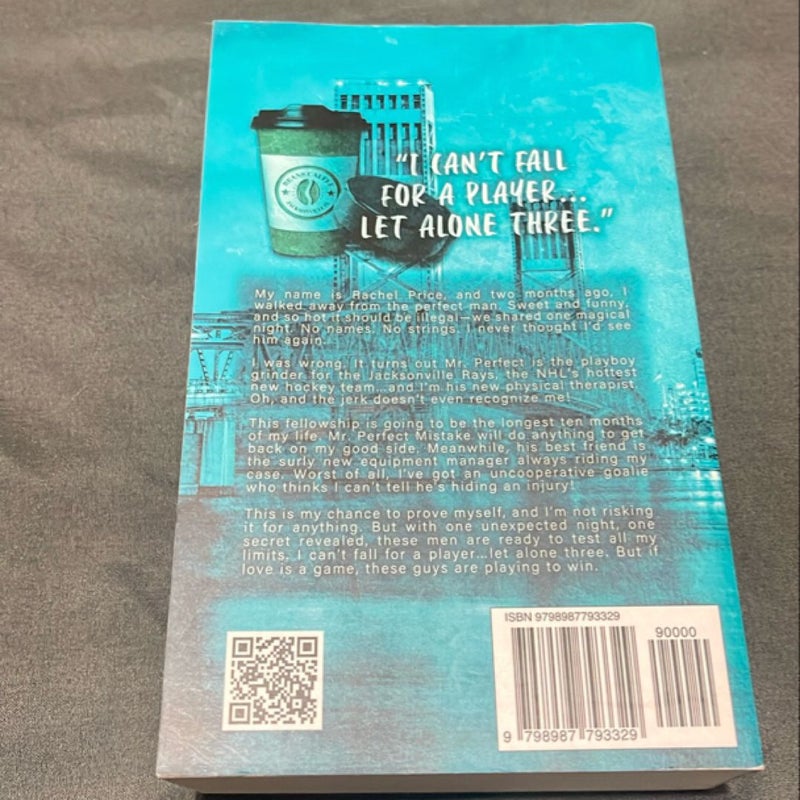 "I CAN'T FALL
FOR A PLAYER...
LET ALONE THREE."
My name is Rachel Price, and two months ago, I
walked away from the perfect man. Sweet and funny,
and so hot it should be illegal—we shared one magical
night. No names. No strings. I never thought I'd see
him again.
I was wrong. It turns out Mr. Perfect is the playboy
grinder for the Jacksonville Rays, the NHL's hottest
new hockey team...and I'm his new physical therapist.
Oh, and the jerk doesn't even recognize me!
This fellowship is going to be the longest ten months
of my life. Mr. Perfect Mistake will do anything to get
back on my good side. Meanwhile, his best friend is
the surly new equipment manager always riding my
case. Worst of all, I've got an uncooperative goalie
who thinks I can't tell he's hiding an injury!
This is my chance to prove myself, and I'm not risking
it for anything. But with one unexpected night, one
secret revealed, these men are ready to test all my
limits. I can't fall for a player...let alone three. But if
love is a game, these guys are playing to win.
ISBN 9798987793329
90000
9 798987 793329